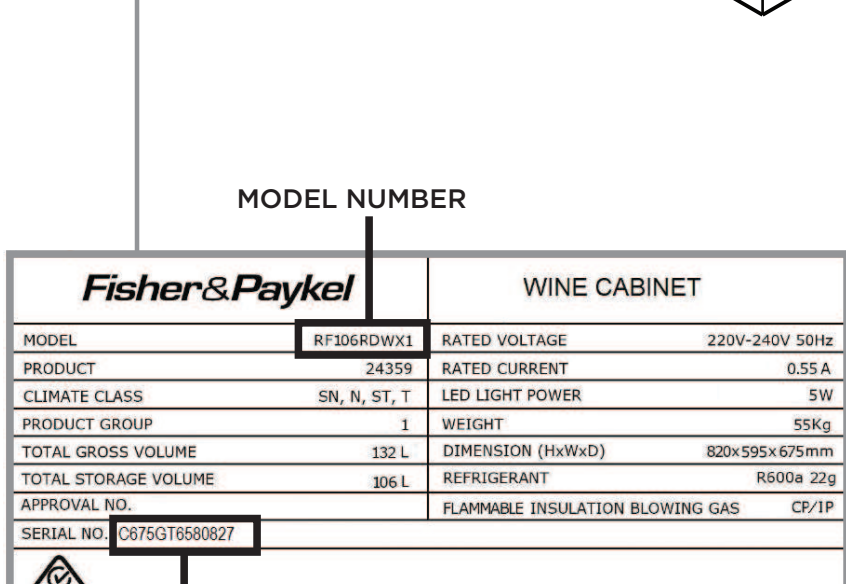 MODEL NUMBER
Fisher&Paykel WINE CABINET
MODEL RF106RDWX1 RATED VOLTAGE 220V-240V 50Hz
PRODUCT 24359 RATED CURRENT 0.55 A
CLIMATE CLASS SN, N, ST, T LED LIGHT POWER 5W
PRODUCT GROUP 1 WEIGHT 55Kg
TOTAL GROSS VOLUME 132 L DIMENSION (HxWxD) 820x595x675mm
TOTAL STORAGE VOLUME 106 L REFRIGERANT R600a 22g
APPROVAL NO. FLAMMABLE INSULATION BLOWING GAS CP/IP
SERIAL NO. C675GT6580827